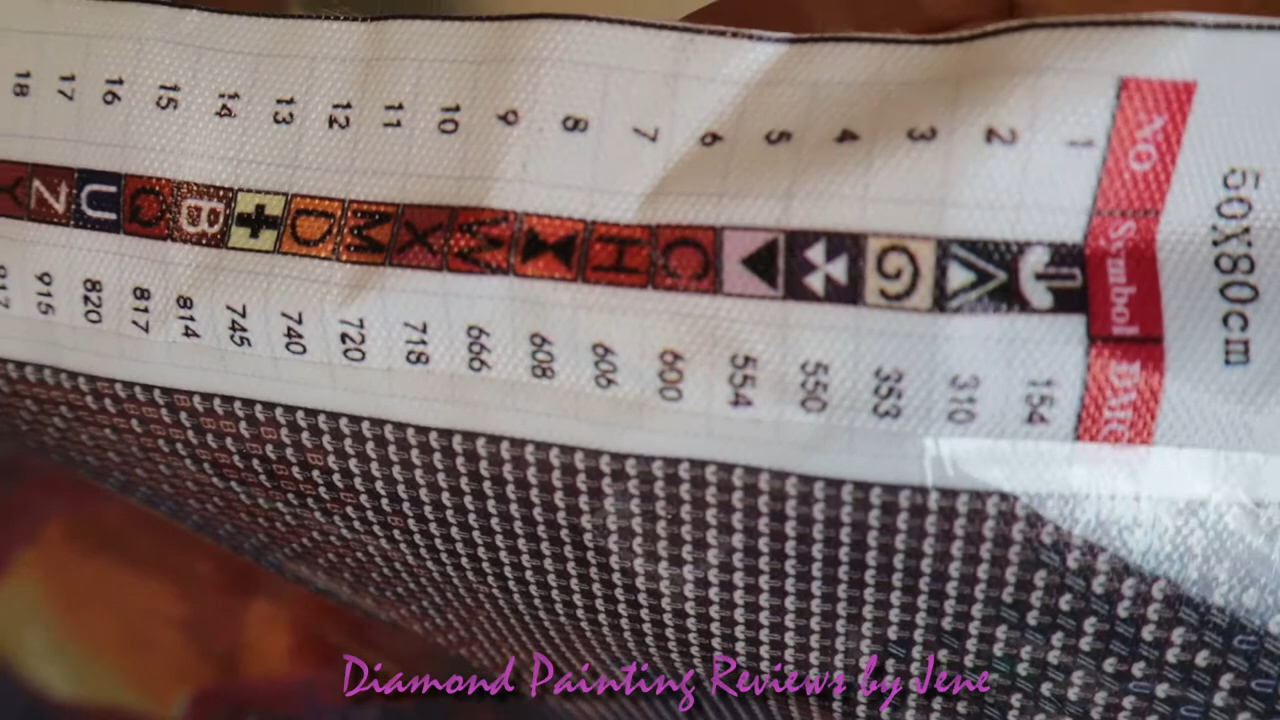 50X80cm
NO Symbol DMC
1 154
2 310
3 353
4 550
5 554
6 C 600
7 H 606
8 608
9 W 666
10 X 718
11 M 720
12 D 740
13 745
14 B 814
15 Q 817
16 U 820
17 Z 915
18 Y
Diamond Painting Reviews by Jene